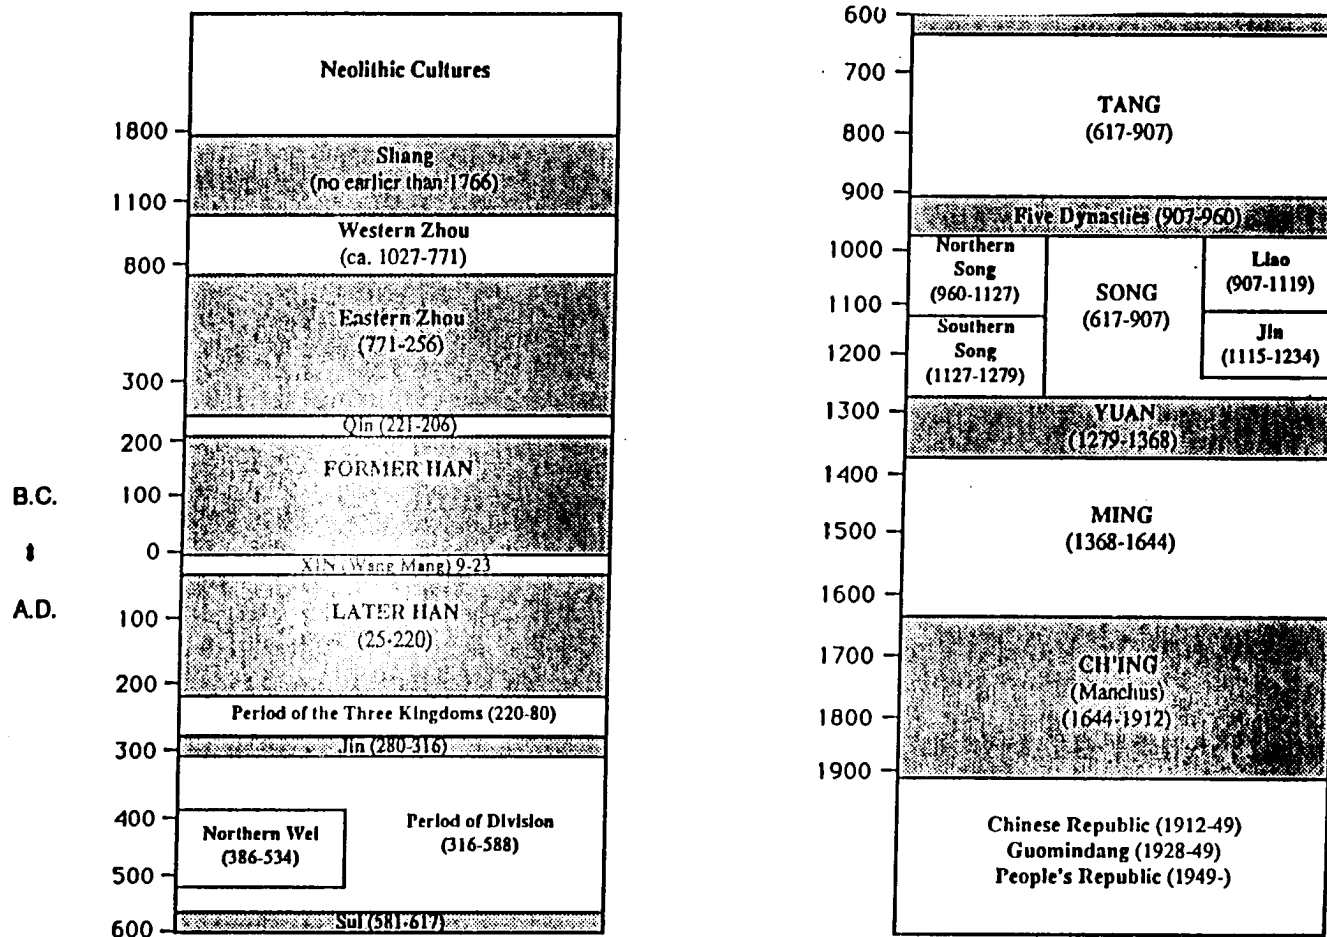 Neolithic Cultures
1800
Shang
(no earlier than 1766)
1100
Western Zhou
(ca. 1027-771)
800
Eastern Zhou
(771-256)
300
Qin (221-206)
200
FORMER HAN
B.C.
100
0
XIN (Wang Mang) 9-23
A.D.
LATER HAN
100
(25-220)
200
Period of the Three Kingdoms (220-80)
300
Jin (280-316)
400
Northern Wei
(386-534)
Period of Division
(316-588)
500
Sui (581-617)
600
600
700
TANG
(617-907)
800
900
Five Dynasties (907-960)
1000
Northern
Song
(960-1127)
SONG
(617-907)
Liao
(907-1119)
1100
Southern
Song
(1127-1279)
Jin
(1115-1234)
1200
1300
YUAN
(1279-1368)
1400
MING
(1368-1644)
1500
1600
1700
CH'ING
(Manchus)
(1644-1912)
1800
1900
Chinese Republic (1912-49)
Guomindang (1928-49)
People's Republic (1949-)